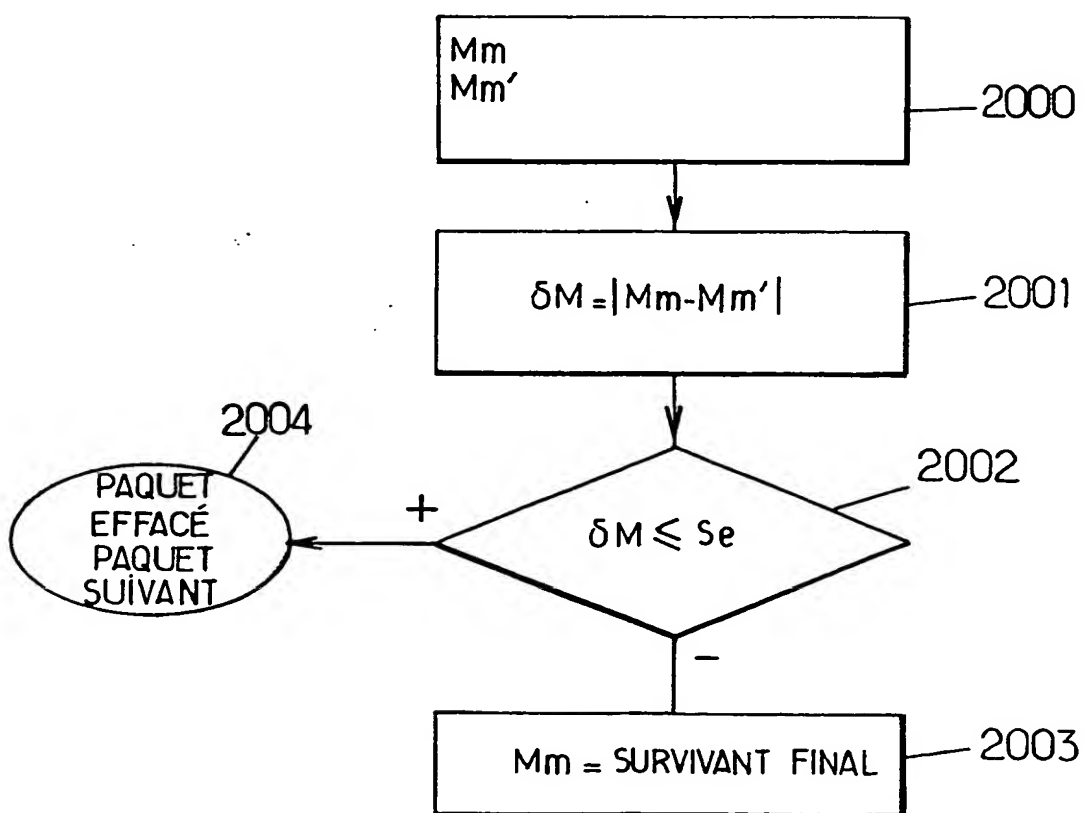 Mm
Mm′
2000
δM=|Mm-Mm′|
2001
2004
2002
PAQUET
EFFACÉ
PAQUET
SUIVANT
+
δM ⩽ Se
-
Mm = SURVIVANT FINAL
2003